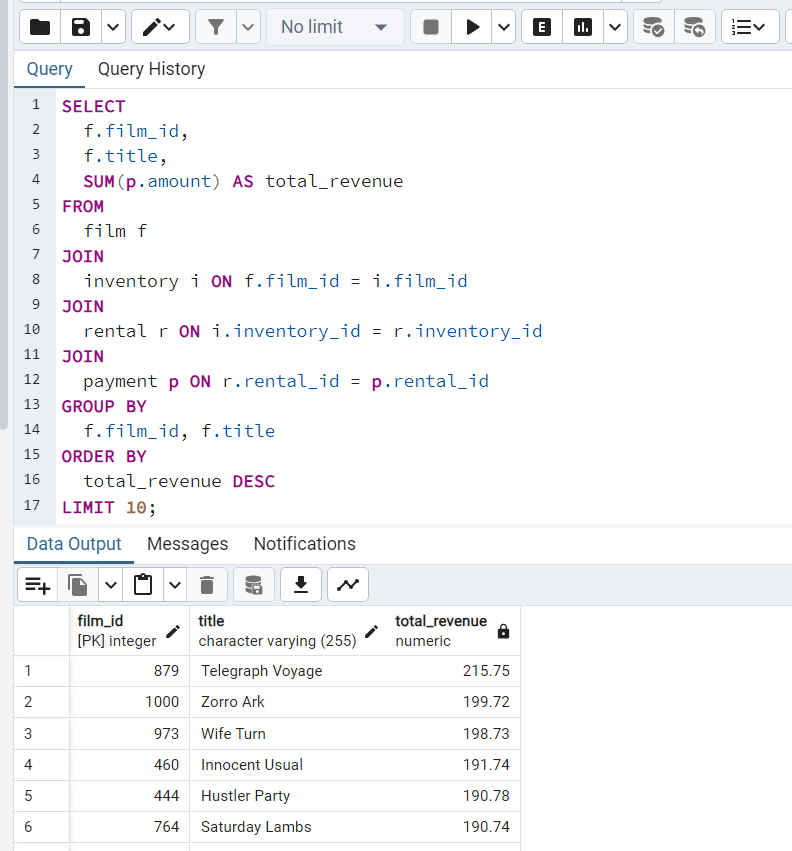 No limit
E
Query Query History
1 SELECT
2 f.film_id,
3 f.title,
4 SUM(p.amount) AS total_revenue
5 FROM
6 film f
7 JOIN
8 inventory i ON f.film_id = i.film_id
9 JOIN
10 rental r ON i.inventory_id = r.inventory_id
11 JOIN
12 payment p ON r.rental_id = p.rental_id
13 GROUP BY
14 f.film_id, f.title
15 ORDER BY
16 total_revenue DESC
17 LIMIT 10;
Data Output Messages Notifications
film_id title total_revenue
[PK] integer character varying (255) numeric
1 879 Telegraph Voyage 215.75
2 1000 Zorro Ark 199.72
3 973 Wife Turn 198.73
4 460 Innocent Usual 191.74
5 444 Hustler Party 190.78
6 764 Saturday Lambs 190.74